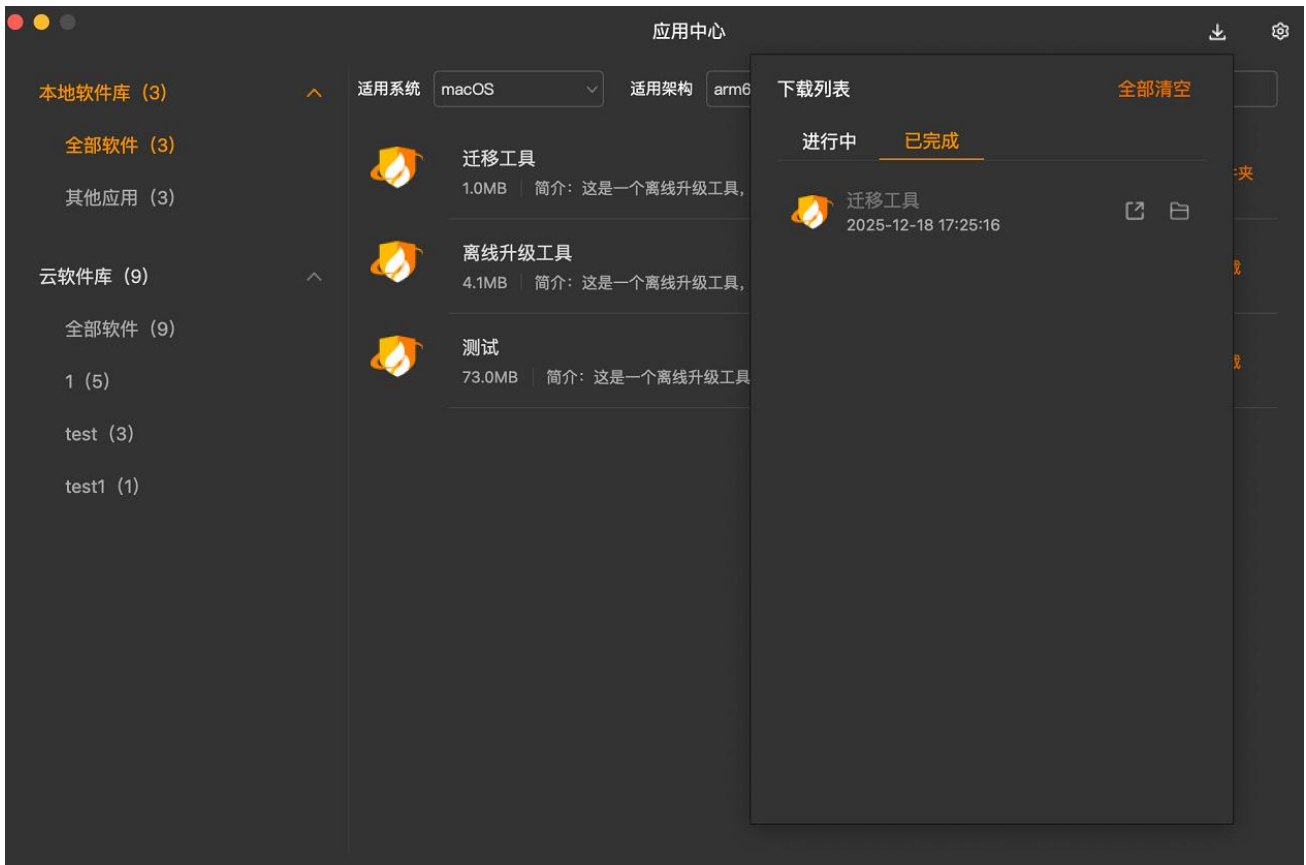 应用中心
本地软件库（3）
全部软件（3）
其他应用（3）
云软件库（9）
全部软件（9）
1（5）
test（3）
test1（1）
适用系统 macOS 适用架构 arm6
迁移工具
1.0MB 简介：这是一个离线升级工具，
离线升级工具
4.1MB 简介：这是一个离线升级工具，
测试
73.0MB 简介：这是一个离线升级工具
下载列表 全部清空
进行中 已完成
迁移工具
2025-12-18 17:25:16
夹